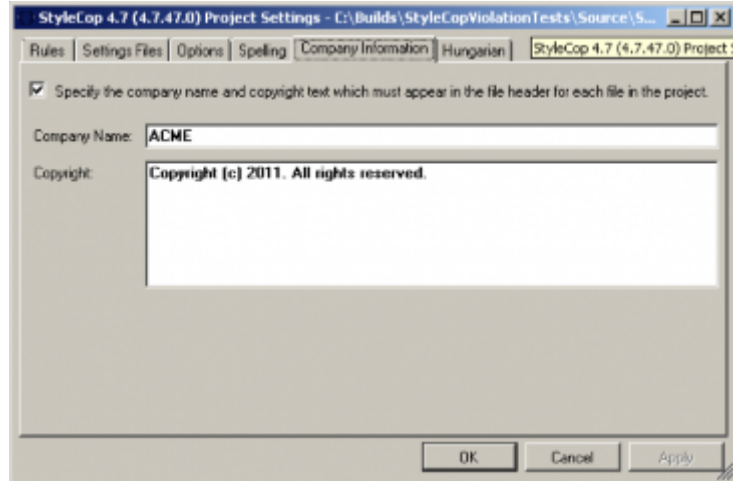 StyleCop 4.7 (4.7.47.0) Project Settings - C:\Builds\StyleCopViolationTests\Source\S...
Rules Settings Files Options Spelling Company Information Hungarian StyleCop 4.7 (4.7.47.0) Project
Specify the company name and copyright text which must appear in the file header for each file in the project.
Company Name: ACME
Copyright: Copyright (c) 2011. All rights reserved.
OK Cancel Apply